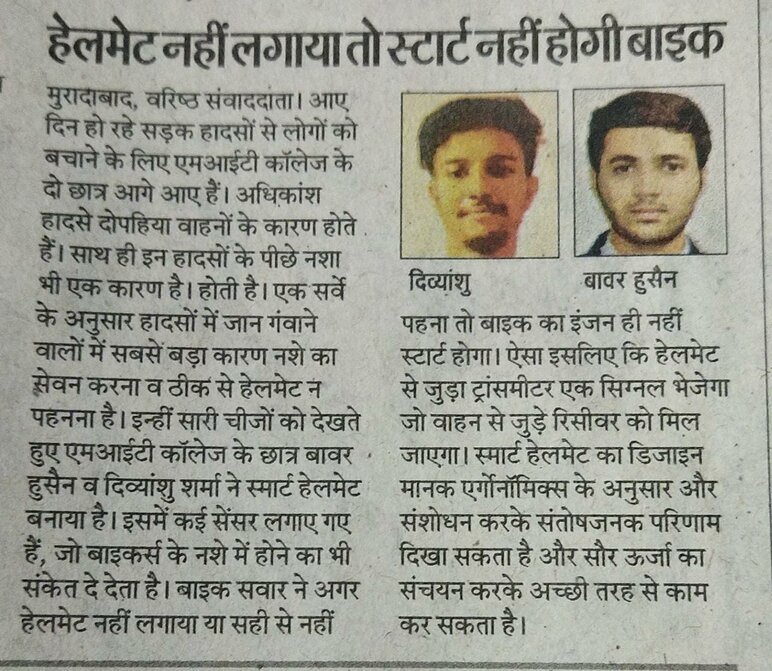 हेलमेट नहीं लगाया तो स्टार्ट नहीं होगी बाइक
मुरादाबाद, वरिष्ठ संवाददाता। आए
दिन हो रहे सड़क हादसों से लोगों को
बचाने के लिए एमआईटी कॉलेज के
दो छात्र आगे आए हैं। अधिकांश
हादसे दोपहिया वाहनों के कारण होते
हैं। साथ ही इन हादसों के पीछे नशा
भी एक कारण है। होती है। एक सर्वे
के अनुसार हादसों में जान गंवाने
वालों में सबसे बड़ा कारण नशे का
सेवन करना व ठीक से हेलमेट न
पहनना है। इन्हीं सारी चीजों को देखते
हुए एमआईटी कॉलेज के छात्र बावर
हुसैन व दिव्यांशु शर्मा ने स्मार्ट हेलमेट
बनाया है। इसमें कई सेंसर लगाए गए
हैं, जो बाइकर्स के नशे में होने का भी
संकेत दे देता है। बाइक सवार ने अगर
हेलमेट नहीं लगाया या सही से नहीं
दिव्यांशु
बावर हुसैन
पहना तो बाइक का इंजन ही नहीं
स्टार्ट होगा। ऐसा इसलिए कि हेलमेट
से जुड़ा ट्रांसमीटर एक सिग्नल भेजेगा
जो वाहन से जुड़े रिसीवर को मिल
जाएगा। स्मार्ट हेलमेट का डिजाइन
मानक एर्गोनॉमिक्स के अनुसार और
संशोधन करके संतोषजनक परिणाम
दिखा सकता है और सौर ऊर्जा का
संचयन करके अच्छी तरह से काम
कर सकता है।